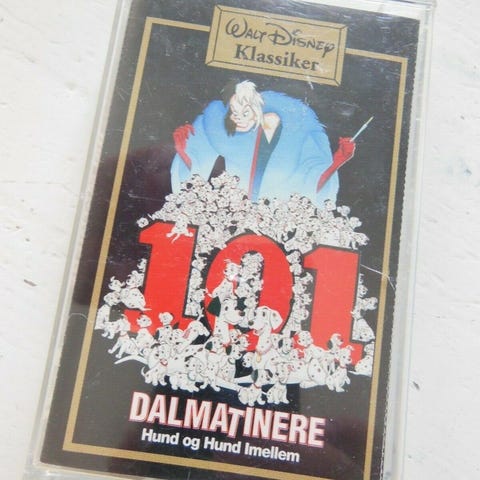 Walt Disney
Klassiker
101
DALMATINERE
Hund og Hund Imellem